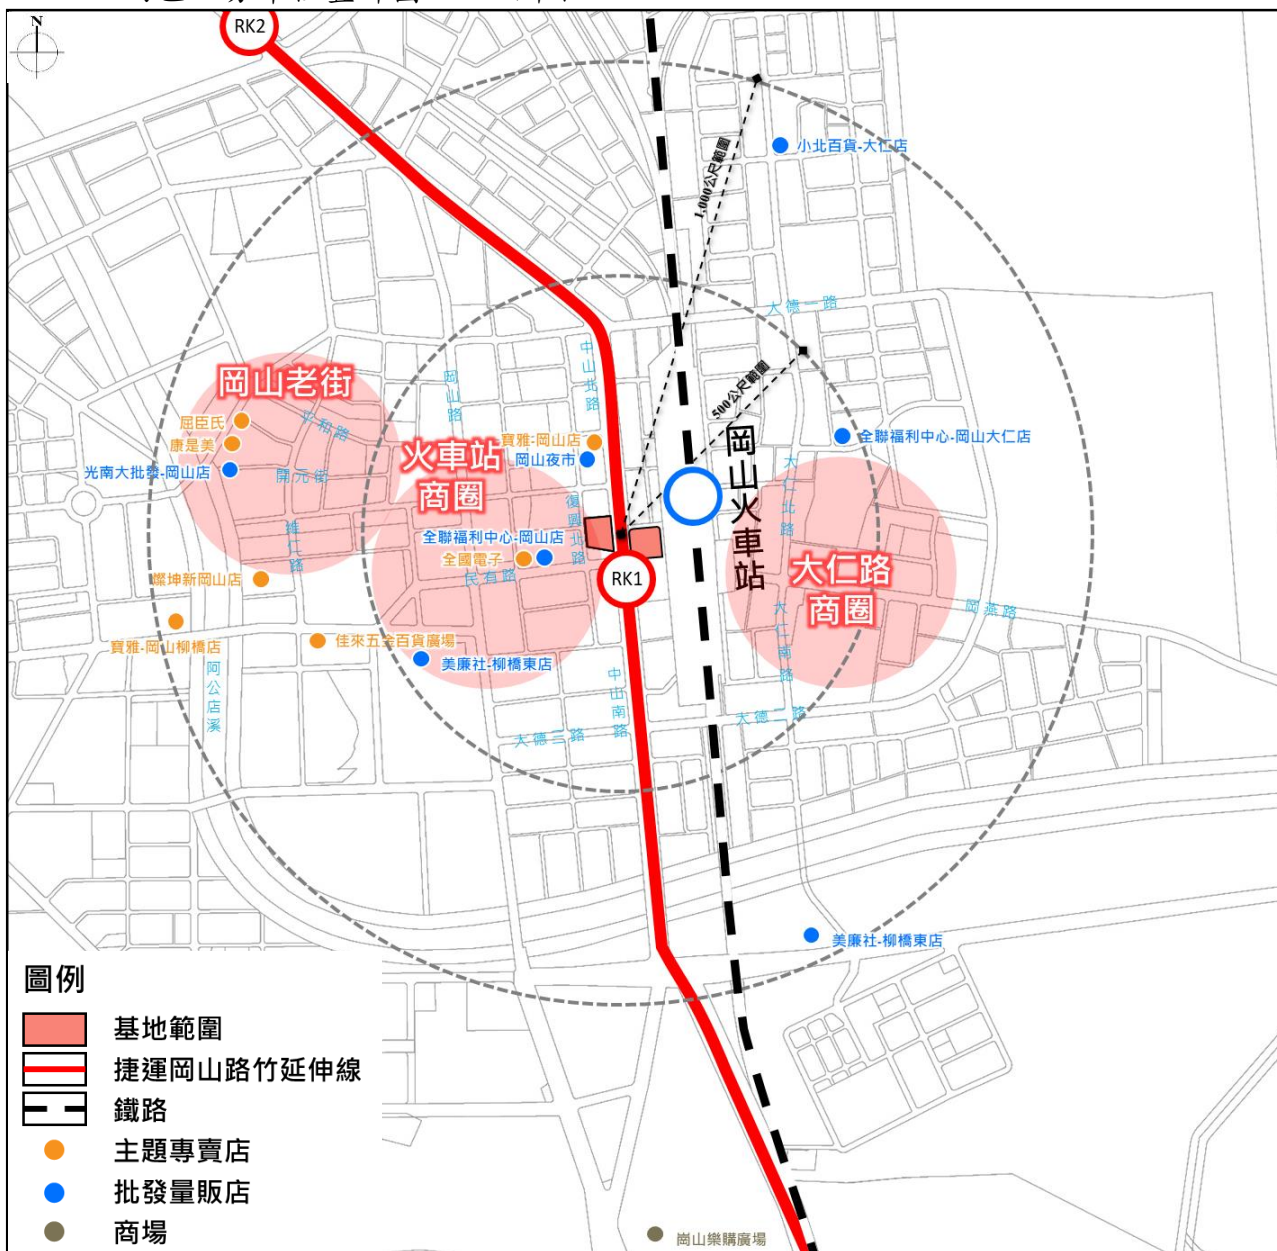 RK2
N
小北百貨-大仁店
1,000公尺範圍
大德一路
中山北路
岡山路
500公尺範圍
岡山老街
平和路
屈臣氏
康是美
光南大批發-岡山店
開元街
寶雅-岡山店
岡山夜市
岡山火車站
大仁北路
全聯福利中心-岡山大仁店
火車站
商圈
復興北路
維仁路
全聯福利中心-岡山店
全國電子
民有路
RK1
大仁路
商圈
岡燕路
燦坤新岡山店
寶雅-岡山柳橋店
佳來五金百貨廣場
美廉社-柳橋東店
阿公店溪
中山南路
大仁南路
大德二路
大德三路
美廉社-柳橋東店
圖例
基地範圍
捷運岡山路竹延伸線
鐵路
主題專賣店
批發量販店
商場
崗山樂購廣場